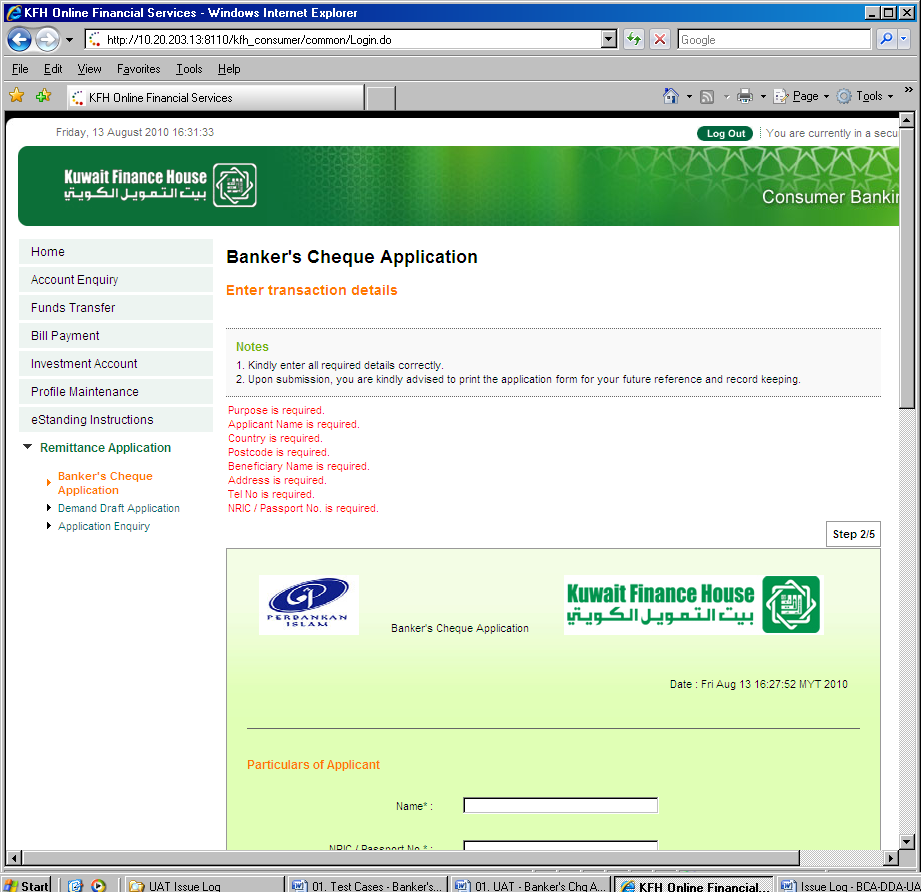 KFH Online Financial Services - Windows Internet Explorer
http://10.20.203.13:8110/kfh_consumer/common/Login.do
Google
File Edit View Favorites Tools Help
KFH Online Financial Services
Page Tools »
Friday, 13 August 2010 16:31:33
Log Out You are currently in a secu
Kuwait Finance House
بيت التمويل الكويتي
Consumer Bankin
Home
Account Enquiry
Funds Transfer
Bill Payment
Investment Account
Profile Maintenance
eStanding Instructions
Remittance Application
Banker's Cheque
Application
Demand Draft Application
Application Enquiry
Banker's Cheque Application
Enter transaction details
Notes
1. Kindly enter all required details correctly.
2. Upon submission, you are kindly advised to print the application form for your future reference and record keeping.
Purpose is required.
Applicant Name is required.
Country is required.
Postcode is required.
Beneficiary Name is required.
Address is required.
Tel No is required.
NRIC / Passport No. is required.
Step 2/5
PERBANKAN
ISLAM
Banker's Cheque Application
Kuwait Finance House
بيت التمويل الكويتي
Date : Fri Aug 13 16:27:52 MYT 2010
Particulars of Applicant
Name* :
NRIC / Passport No.* :
Start UAT Issue Log 01. Test Cases - Banker's... 01. UAT - Banker's Chq A... KFH Online Financial... Issue Log - BCA-DDA-UA